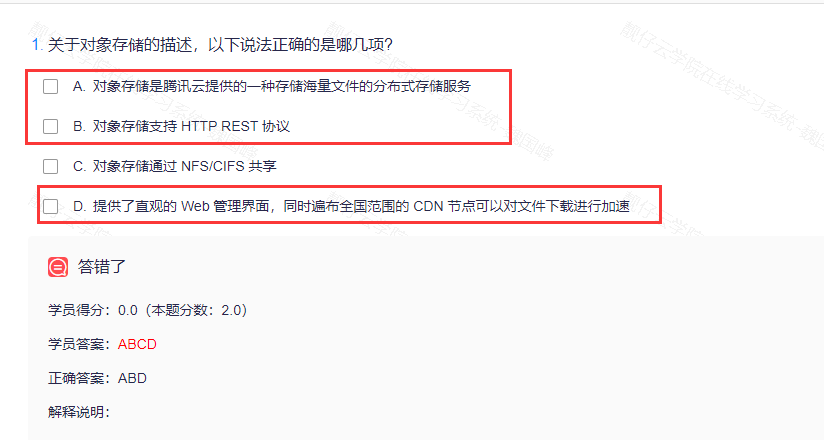 1. 关于对象存储的描述，以下说法正确的是哪几项?
A. 对象存储是腾讯云提供的一种存储海量文件的分布式存储服务
B. 对象存储支持 HTTP REST 协议
C. 对象存储通过 NFS/CIFS 共享
D. 提供了直观的 Web 管理界面，同时遍布全国范围的 CDN 节点可以对文件下载进行加速
答错了
学员得分：0.0（本题分数：2.0）
学员答案：ABCD
正确答案：ABD
解释说明：